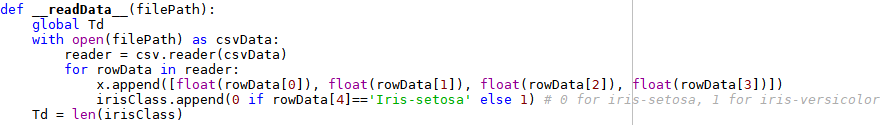 def __readData__(filePath):
    global Td
    with open(filePath) as csvData:
        reader = csv.reader(csvData)
        for rowData in reader:
            x.append([float(rowData[0]), float(rowData[1]), float(rowData[2]), float(rowData[3])])
            irisClass.append(0 if rowData[4]=='Iris-setosa' else 1) # 0 for iris-setosa, 1 for iris-versicolor
    Td = len(irisClass)